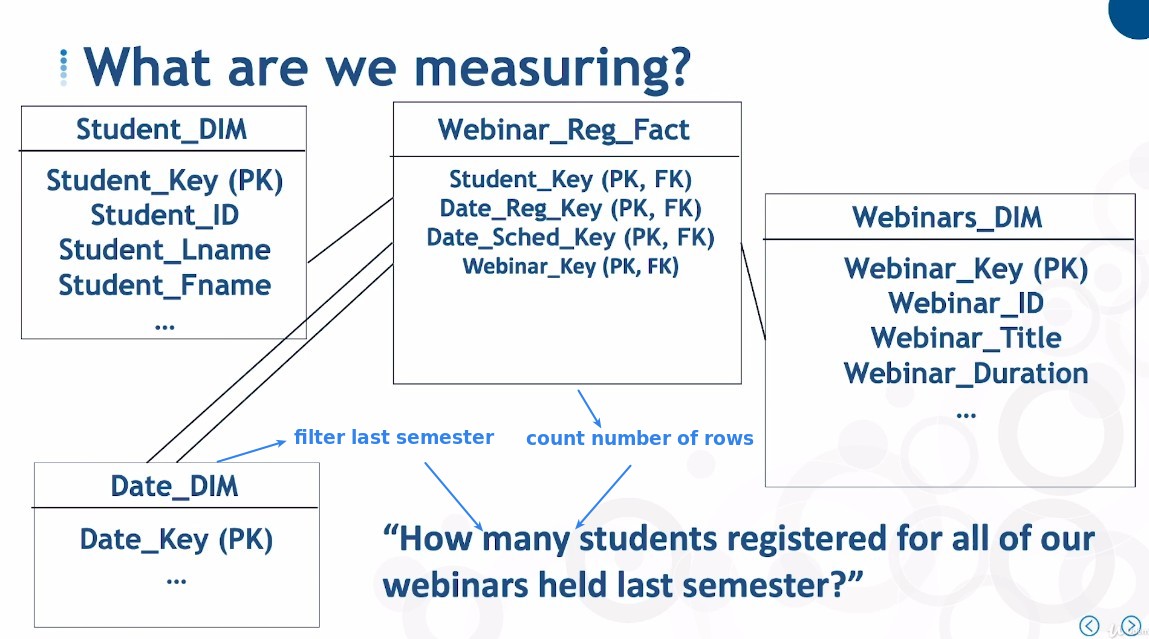 What are we measuring?
Student_DIM
Student_Key (PK)
Student_ID
Student_Lname
Student_Fname
...
Webinar_Reg_Fact
Student_Key (PK, FK)
Date_Reg_Key (PK, FK)
Date_Sched_Key (PK, FK)
Webinar_Key (PK, FK)
Webinars_DIM
Webinar_Key (PK)
Webinar_ID
Webinar_Title
Webinar_Duration
...
filter last semester
count number of rows
Date_DIM
Date_Key (PK)
...
“How many students registered for all of our
webinars held last semester?”